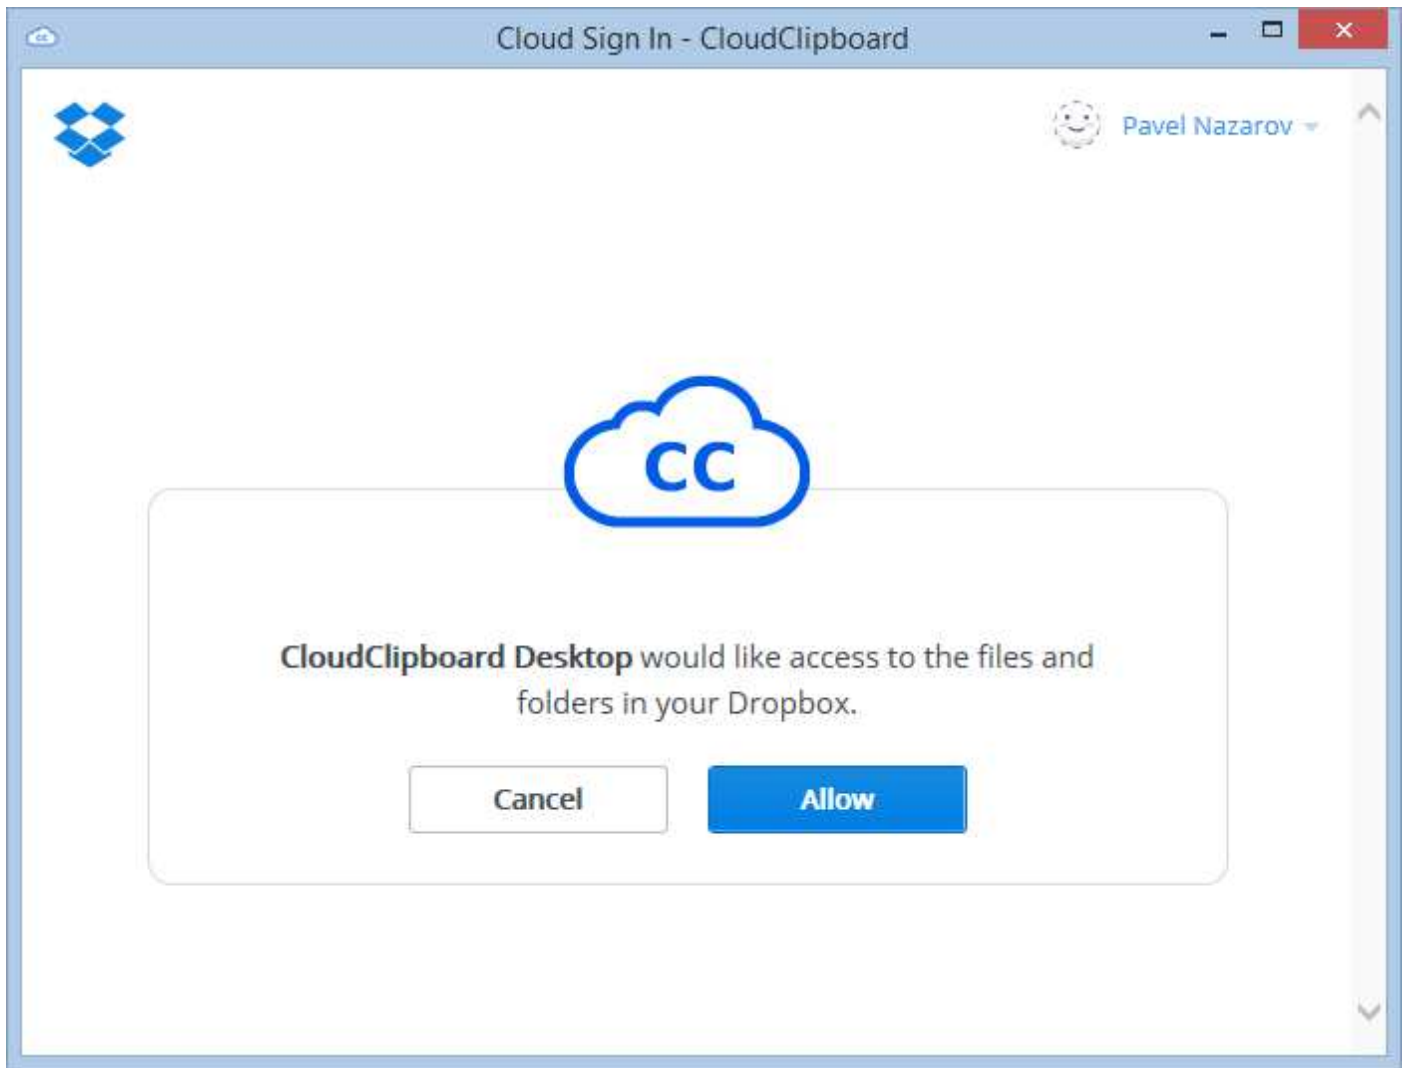 Cloud Sign In - CloudClipboard
Pavel Nazarov
CC
CloudClipboard Desktop would like access to the files and
folders in your Dropbox.
Cancel
Allow